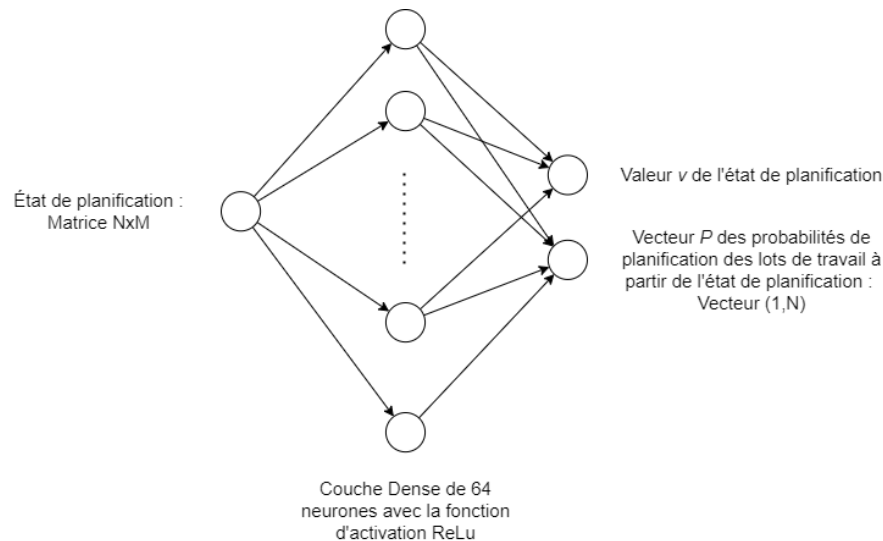 État de planification :
Matrice NxM
Valeur v de l'état de planification
Vecteur P des probabilités de
planification des lots de travail à
partir de l'état de planification :
Vecteur (1,N)
Couche Dense de 64
neurones avec la fonction
d'activation ReLu